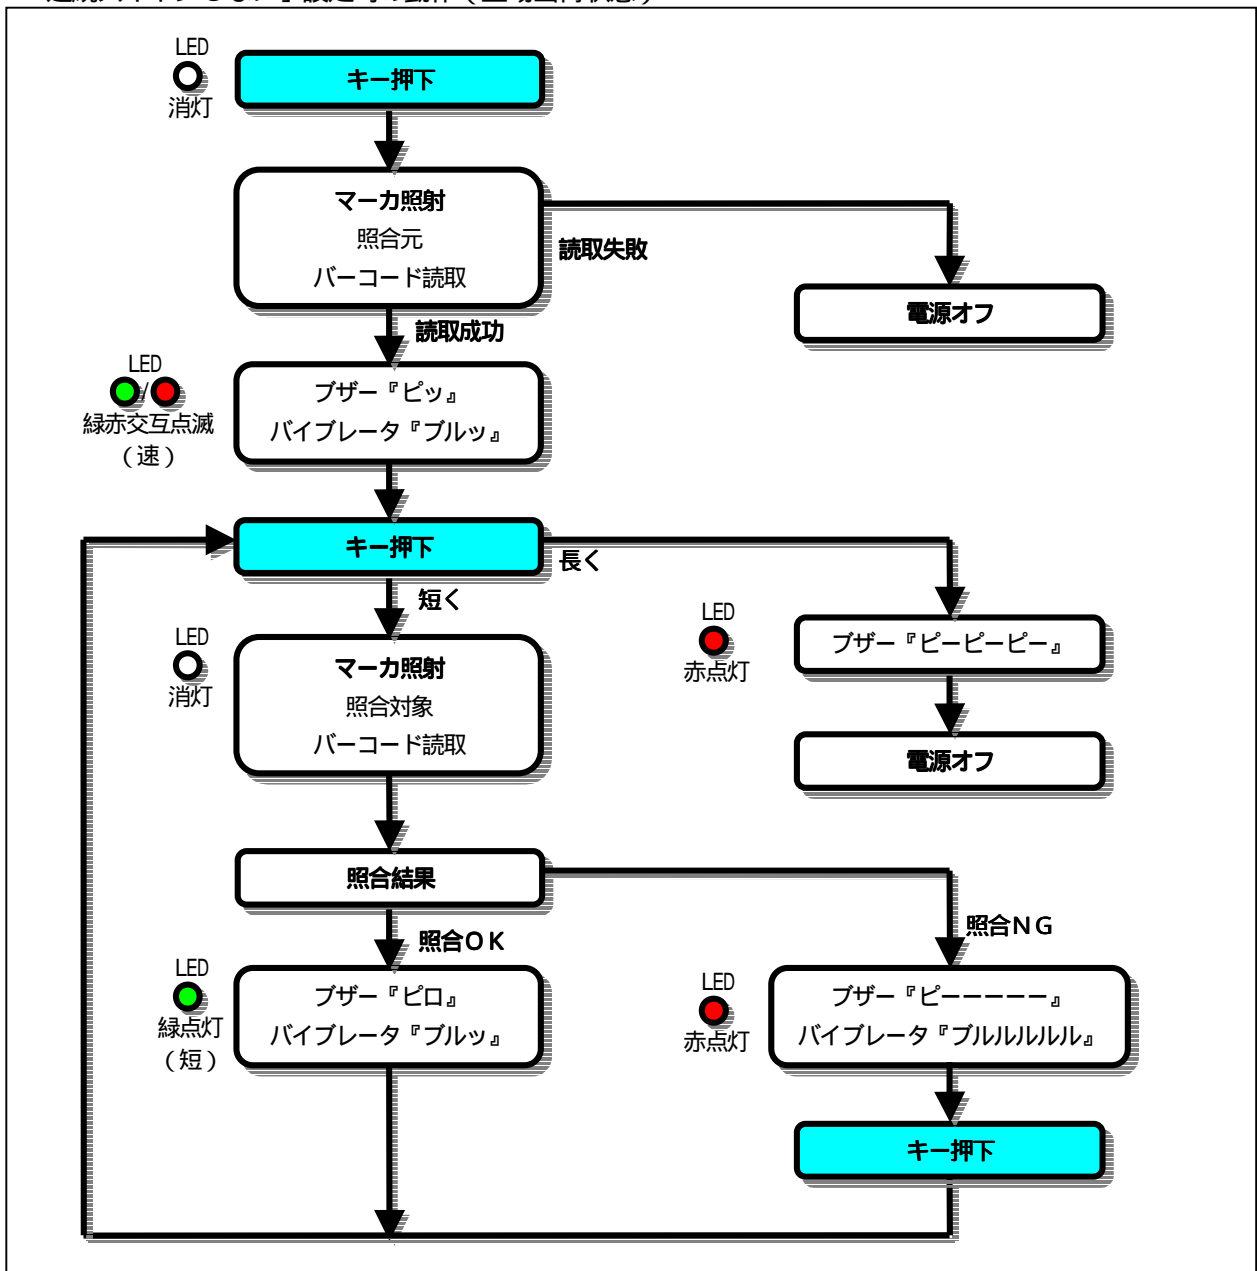 LED
消灯
キー押下
マーカ照射
照合元
バーコード読取
読取失敗
電源オフ
読取成功
LED
/
緑赤交互点滅
（速）
ブザー『ピッ』
バイブレータ『ブルッ』
キー押下
長く
短く
LED
消灯
マーカ照射
照合対象
バーコード読取
LED
赤点灯
ブザー『ピーピーピー』
電源オフ
照合結果
照合ＯＫ
照合ＮＧ
LED
緑点灯
（短）
ブザー『ピロ』
バイブレータ『ブルッ』
LED
赤点灯
ブザー『ピーーーーー』
バイブレータ『ブルルルルル』
キー押下